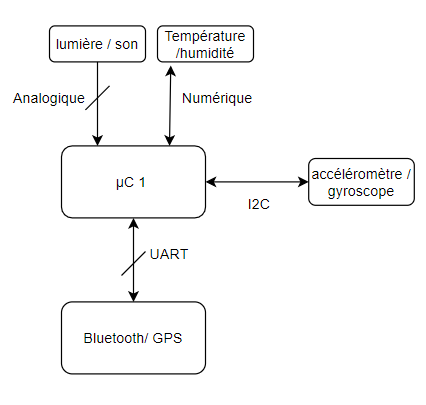 lumière / son
Température
/humidité
Analogique
Numérique
µC 1
accéléromètre /
gyroscope
I2C
UART
Bluetooth/ GPS